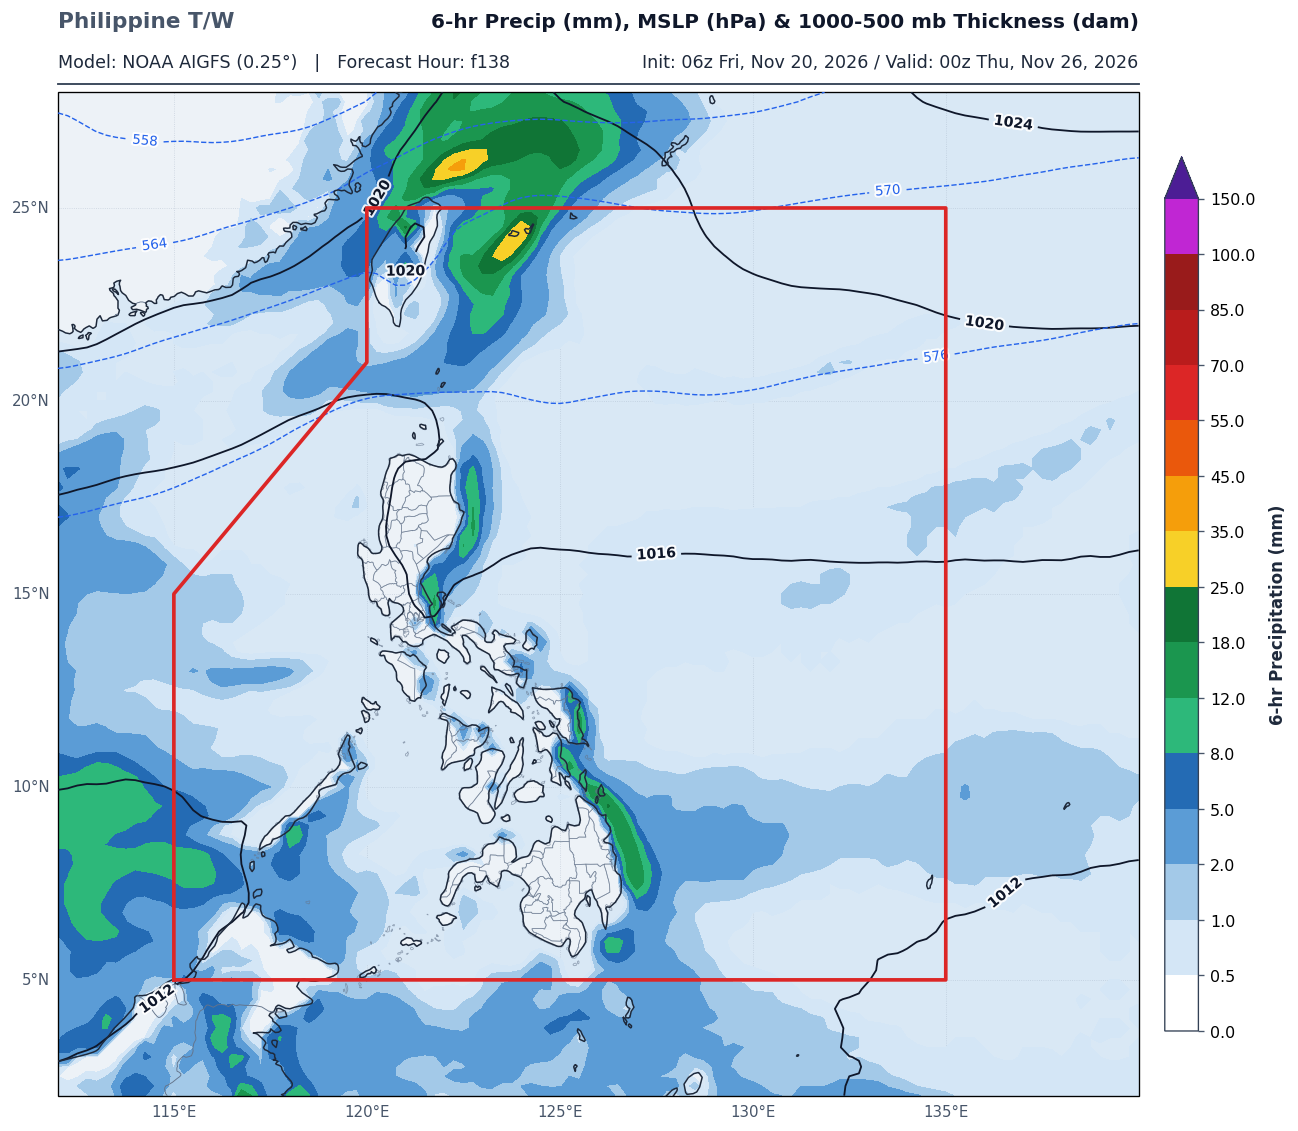 Philippine T/W
6-hr Precip (mm), MSLP (hPa) & 1000-500 mb Thickness (dam)
Model: NOAA AIGFS (0.25°) | Forecast Hour: f138
Init: 06z Fri, Nov 20, 2026 / Valid: 00z Thu, Nov 26, 2026
558
1024
570
1020
564
1020
1020
576
1016
1012
1012
25°N
20°N
15°N
10°N
5°N
115°E
120°E
125°E
130°E
135°E
150.0
100.0
85.0
70.0
55.0
45.0
35.0
25.0
18.0
12.0
8.0
5.0
2.0
1.0
0.5
0.0
6-hr Precipitation (mm)